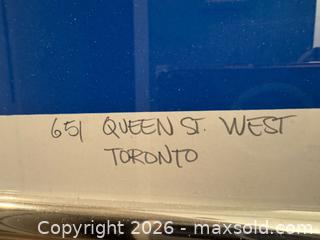 651 QUEEN ST. WEST
TORONTO
Copyright 2026 - maxsold.com